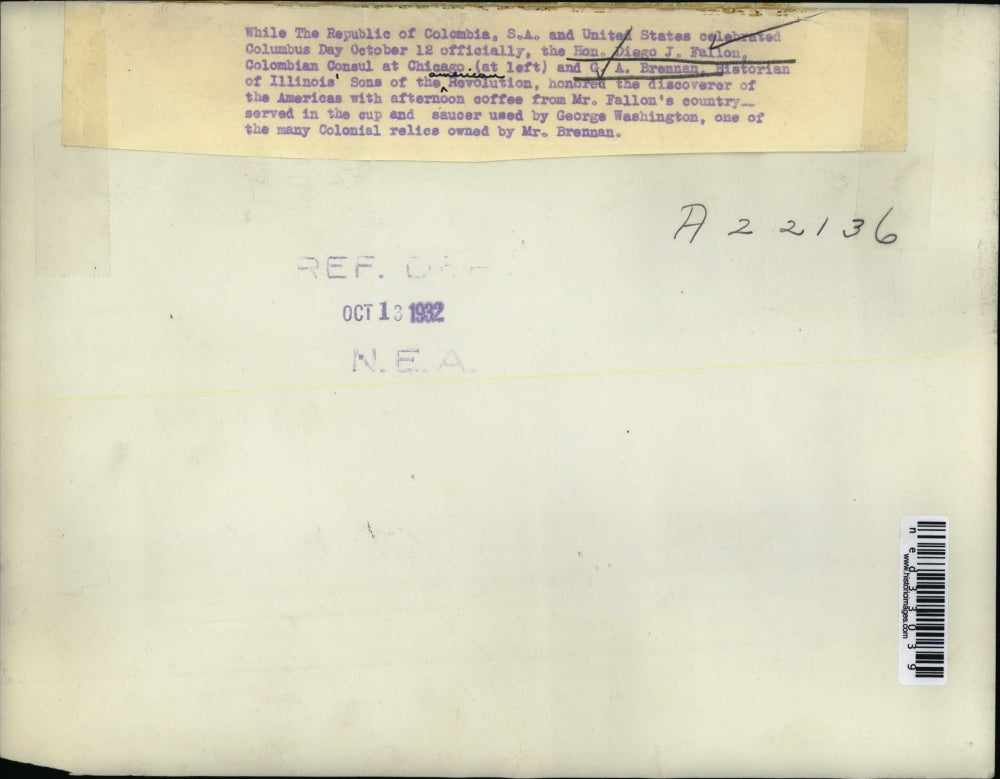 While The Republic of Colombia, S.A. and United States celebrated
Columbus Day October 12 officially, the Hon. Diego J. Fallon,
Colombian Consul at Chicago (at left) and G. A. Brennan, Historian
of Illinois' Sons of the american Revolution, honored the discoverer of
the Americas with afternoon coffee from Mr. Fallon's country--
served in the cup and saucer used by George Washington, one of
the many Colonial relics owned by Mr. Brennan.
A22136
REF.
OCT 13 1932
N.E.A.
ned33039
www.historicimages.com